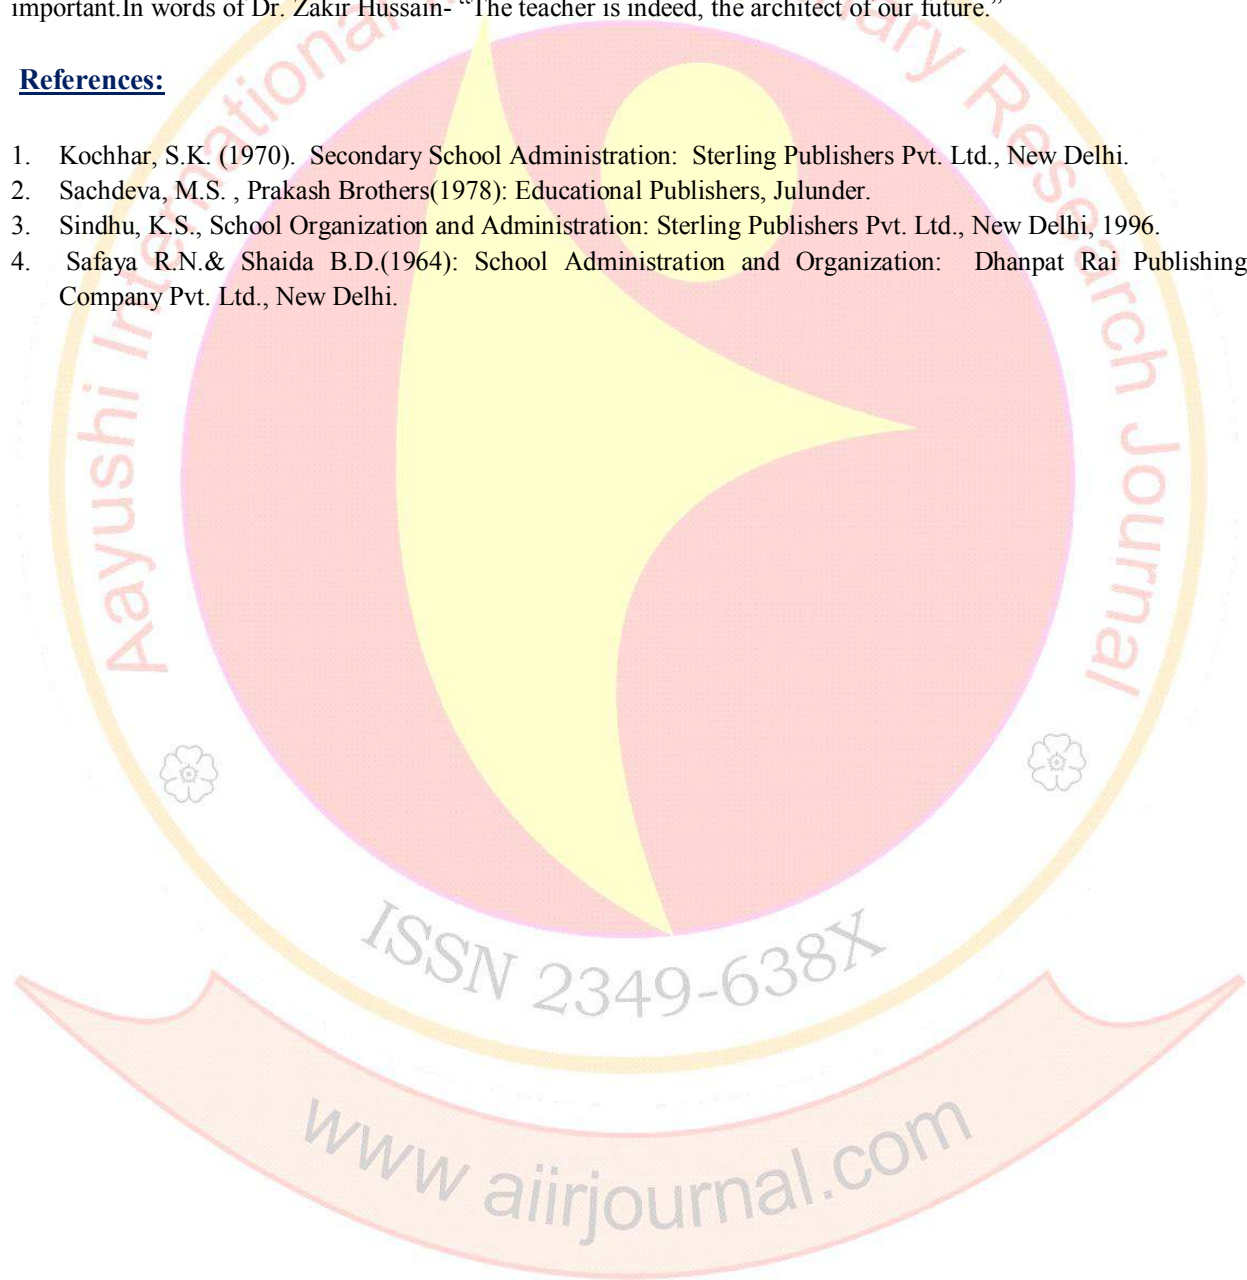 important.In words of Dr. Zakir Hussain- “The teacher is indeed, the architect of our future.”
References:
1. Kochhar, S.K. (1970). Secondary School Administration: Sterling Publishers Pvt. Ltd., New Delhi.
2. Sachdeva, M.S. , Prakash Brothers(1978): Educational Publishers, Julunder.
3. Sindhu, K.S., School Organization and Administration: Sterling Publishers Pvt. Ltd., New Delhi, 1996.
4. Safaya R.N.& Shaida B.D.(1964): School Administration and Organization: Dhanpat Rai Publishing
Company Pvt. Ltd., New Delhi.
Aayushi International Research Journal
ISSN 2349-638X
www aiirjournal.com